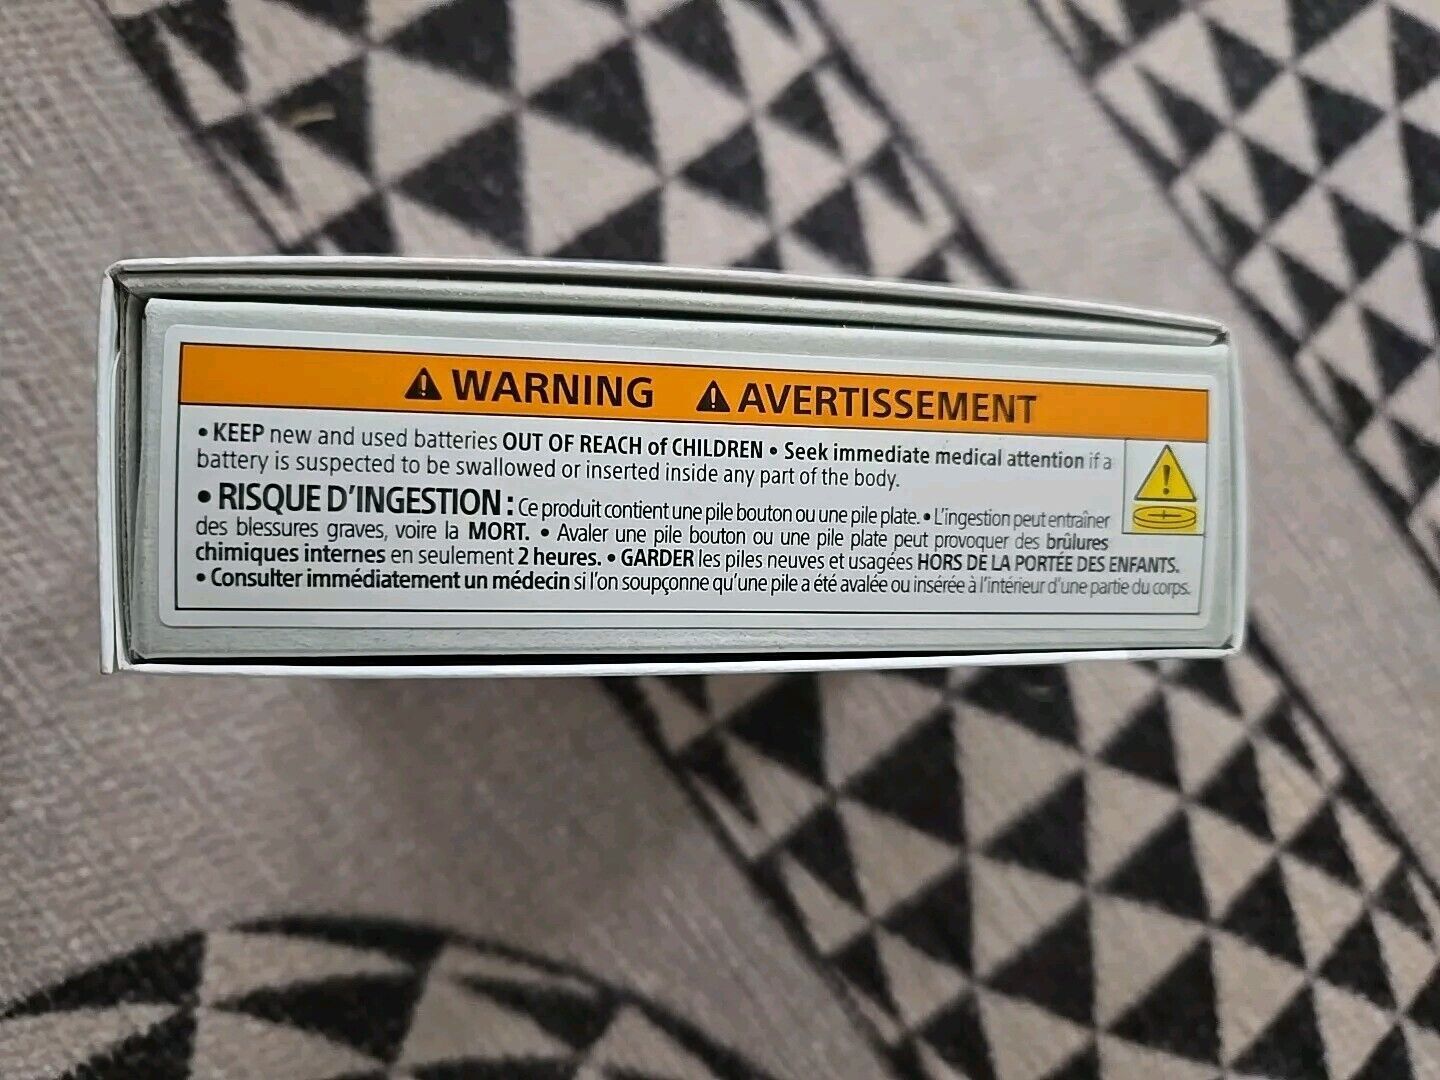 ⚠ WARNING ⚠ AVERTISSEMENT
• KEEP new and used batteries OUT OF REACH of CHILDREN • Seek immediate medical attention if a
battery is suspected to be swallowed or inserted inside any part of the body.
• RISQUE D'INGESTION : Ce produit contient une pile bouton ou une pile plate. • L'ingestion peut entraîner
des blessures graves, voire la MORT. • Avaler une pile bouton ou une pile plate peut provoquer des brûlures
chimiques internes en seulement 2 heures. • GARDER les piles neuves et usagées HORS DE LA PORTÉE DES ENFANTS.
• Consulter immédiatement un médecin si l'on soupçonne qu'une pile a été avalée ou insérée à l'intérieur d'une partie du corps.